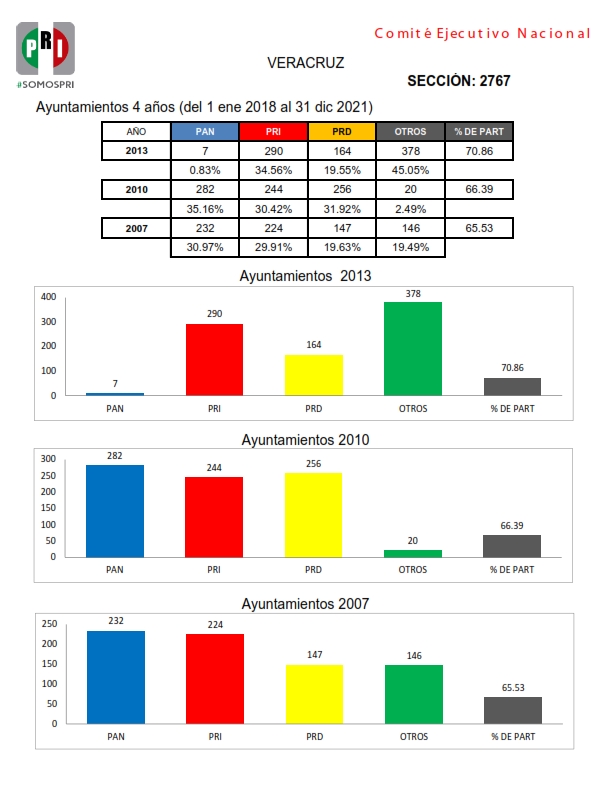 Comité Ejecutivo Nacional
PRI
#SOMOSPRI
VERACRUZ
SECCIÓN: 2767
Ayuntamientos 4 años (del 1 ene 2018 al 31 dic 2021)
AÑO PAN PRI PRD OTROS % DE PART
2013 7 290 164 378 70.86
0.83% 34.56% 19.55% 45.05%
2010 282 244 256 20 66.39
35.16% 30.42% 31.92% 2.49%
2007 232 224 147 146 65.53
30.97% 29.91% 19.63% 19.49%
Ayuntamientos 2013
400
300
200
100
0
7
290
164
378
70.86
PAN PRI PRD OTROS % DE PART
Ayuntamientos 2010
300
250
200
150
100
50
0
282
244
256
20
66.39
PAN PRI PRD OTROS % DE PART
Ayuntamientos 2007
250
200
150
100
50
0
232
224
147
146
65.53
PAN PRI PRD OTROS % DE PART